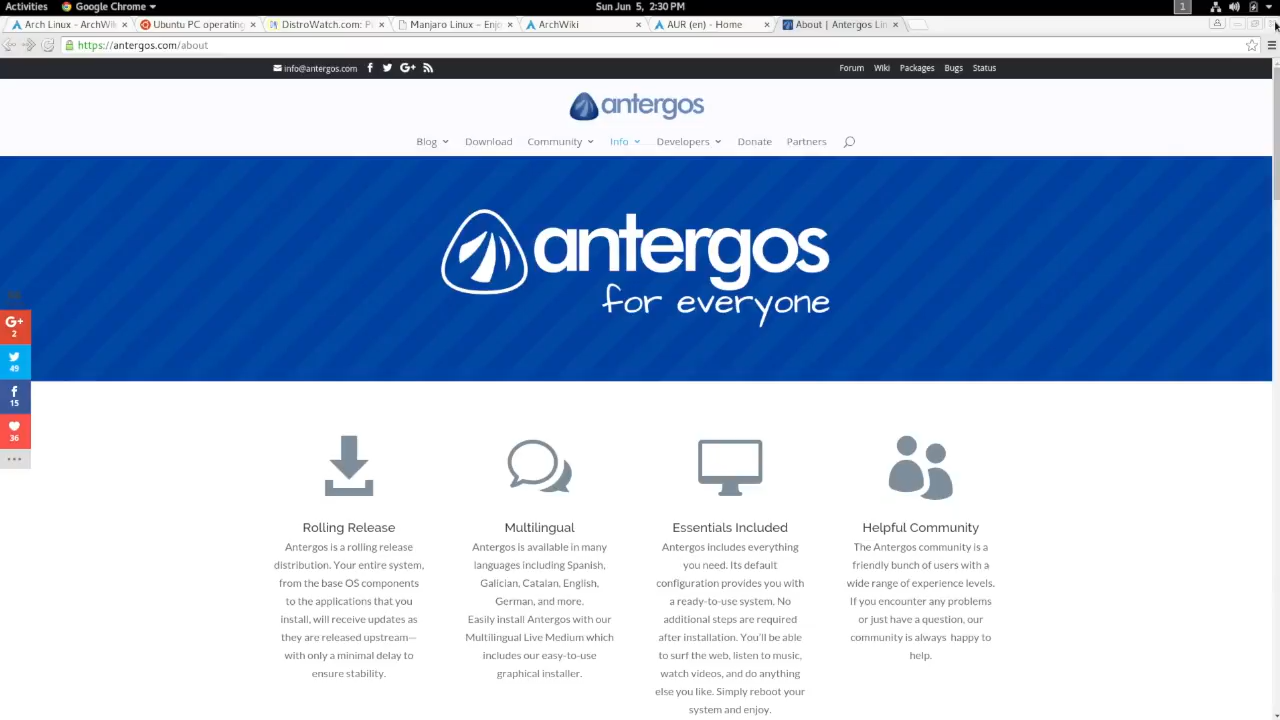 Activities
Google Chrome
Sun Jun 5, 2:30 PM
1
Arch Linux - ArchWik
Ubuntu PC operating
DistroWatch.com: P
Manjaro Linux – Enjo
ArchWiki
AUR (en) - Home
About | Antergos Lin
https://antergos.com/about
info@antergos.com
Forum Wiki Packages Bugs Status
antergos
Blog Download Community Info Developers Donate Partners
antergos
for everyone
G+
2
49
15
36
Rolling Release
Antergos is a rolling release
distribution. Your entire system,
from the base OS components
to the applications that you
install, will receive updates as
they are released upstream—
with only a minimal delay to
ensure stability.
Multilingual
Antergos is available in many
languages including Spanish,
Galician, Catalan, English,
German, and more.
Easily install Antergos with our
Multilingual Live Medium which
includes our easy-to-use
graphical installer.
Essentials Included
Antergos includes everything
you need. Its default
configuration provides you with
a ready-to-use system. No
additional steps are required
after installation. You'll be able
to surf the web, listen to music,
watch videos, and do anything
else you like. Simply reboot your
system and enjoy.
Helpful Community
The Antergos community is a
friendly bunch of users with a
wide range of experience levels.
If you encounter any problems
or just have a question, our
community is always happy to
help.